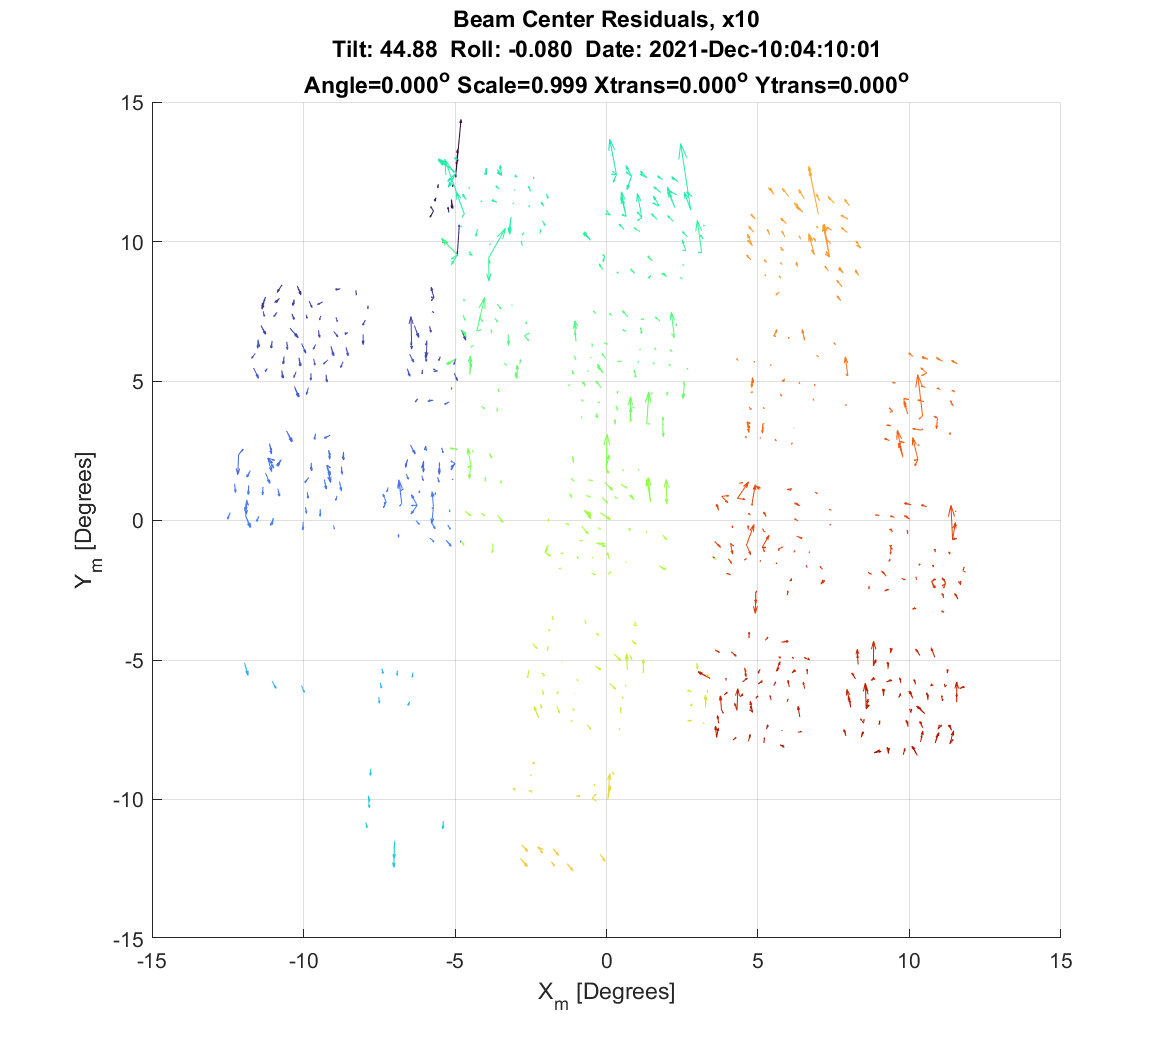 Beam Center Residuals, x10
Tilt: 44.88 Roll: -0.080 Date: 2021-Dec-10:04:10:01
Angle=0.000° Scale=0.999 Xtrans=0.000° Ytrans=0.000°
15
10
5
0
-5
-10
-15
Y_m [Degrees]
-15 -10 -5 0 5 10 15
X_m [Degrees]